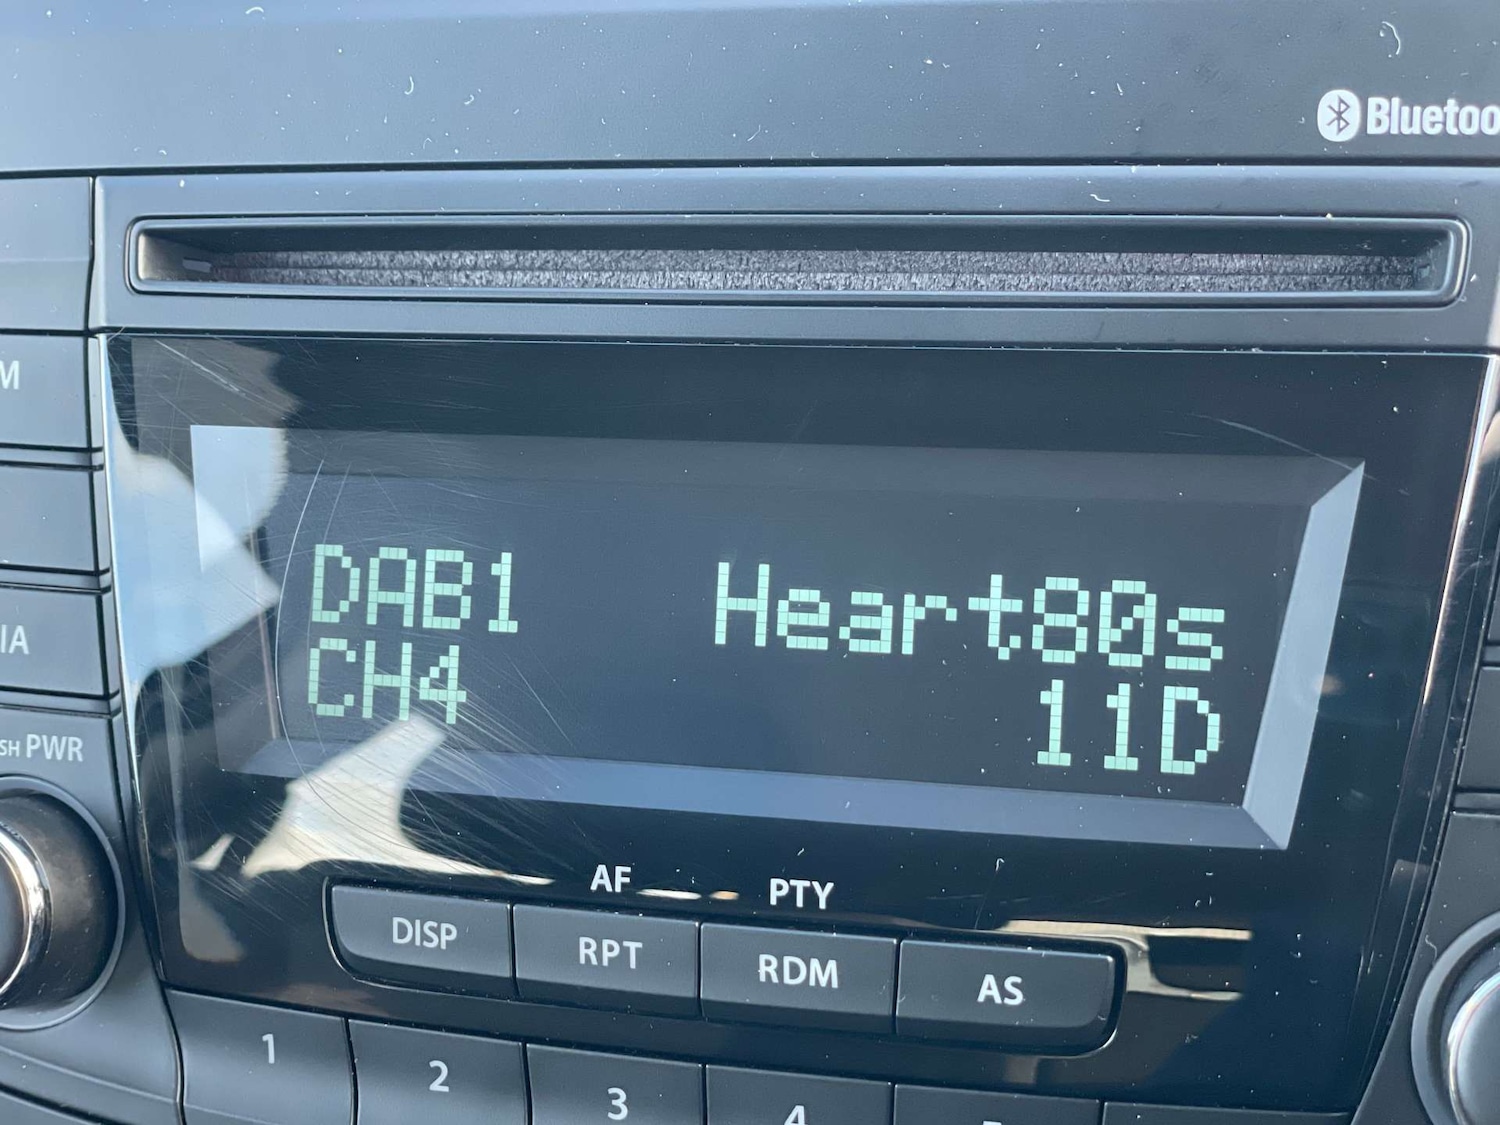 Bluetoo
M
DAB1 Heart80s
CH4 11D
IA
SH PWR
AF PTY
DISP RPT RDM AS
1 2 3 4